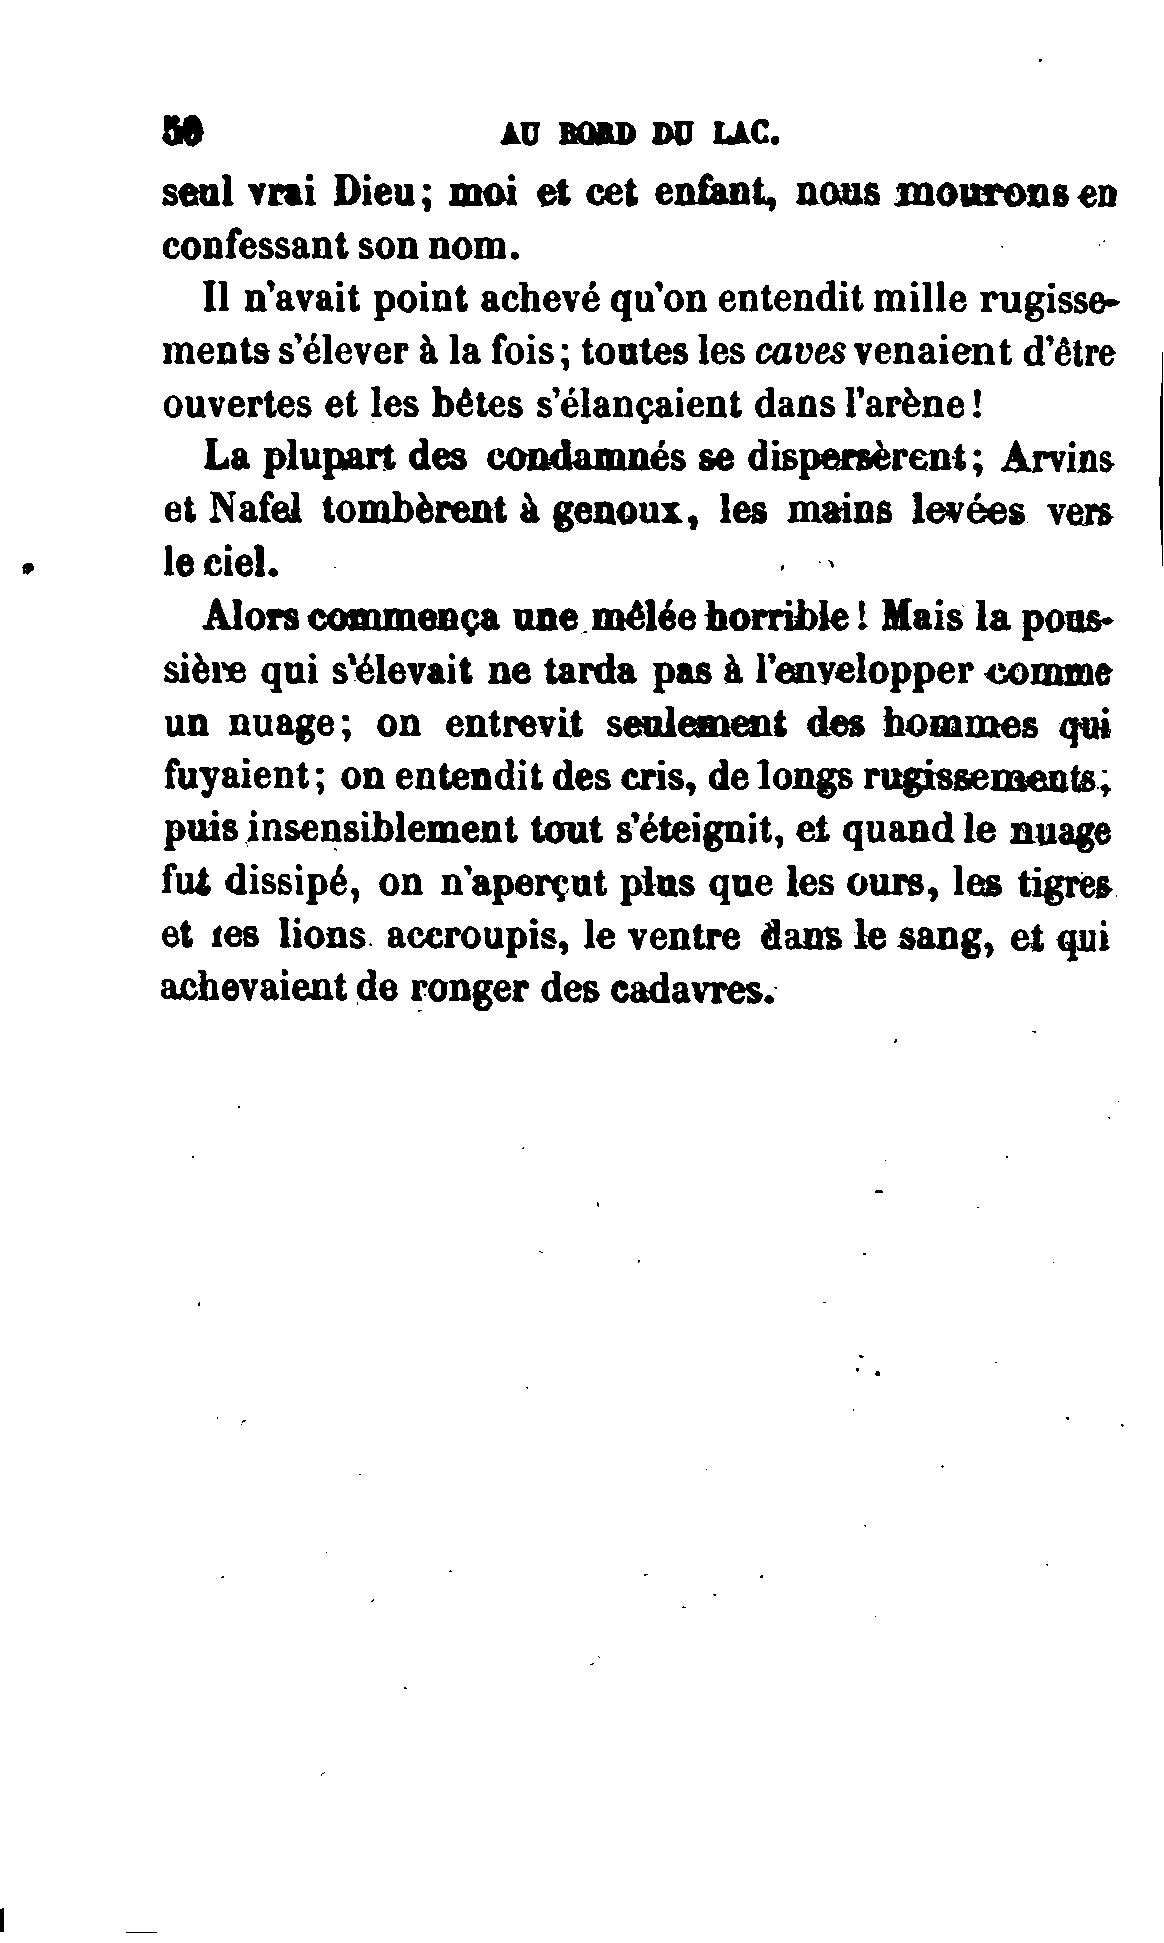 50 AU BORD DU LAC.
seul vrai Dieu; moi et cet enfant, nous mourons en
confessant son nom.
Il n'avait point achevé qu'on entendit mille rugisse-
ments s'élever à la fois; toutes les caves venaient d'être
ouvertes et les bêtes s'élançaient dans l'arène!
La plupart des condamnés se dispersèrent; Arvins
et Nafel tombèrent à genoux, les mains levées vers
le ciel.
Alors commença une mêlée horrible! Mais la pous-
sière qui s'élevait ne tarda pas à l'envelopper comme
un nuage; on entrevit seulement des hommes qui
fuyaient; on entendit des cris, de longs rugissements;
puis insensiblement tout s'éteignit, et quand le nuage
fut dissipé, on n'aperçut plus que les ours, les tigres
et les lions accroupis, le ventre dans le sang, et qui
achevaient de ronger des cadavres.